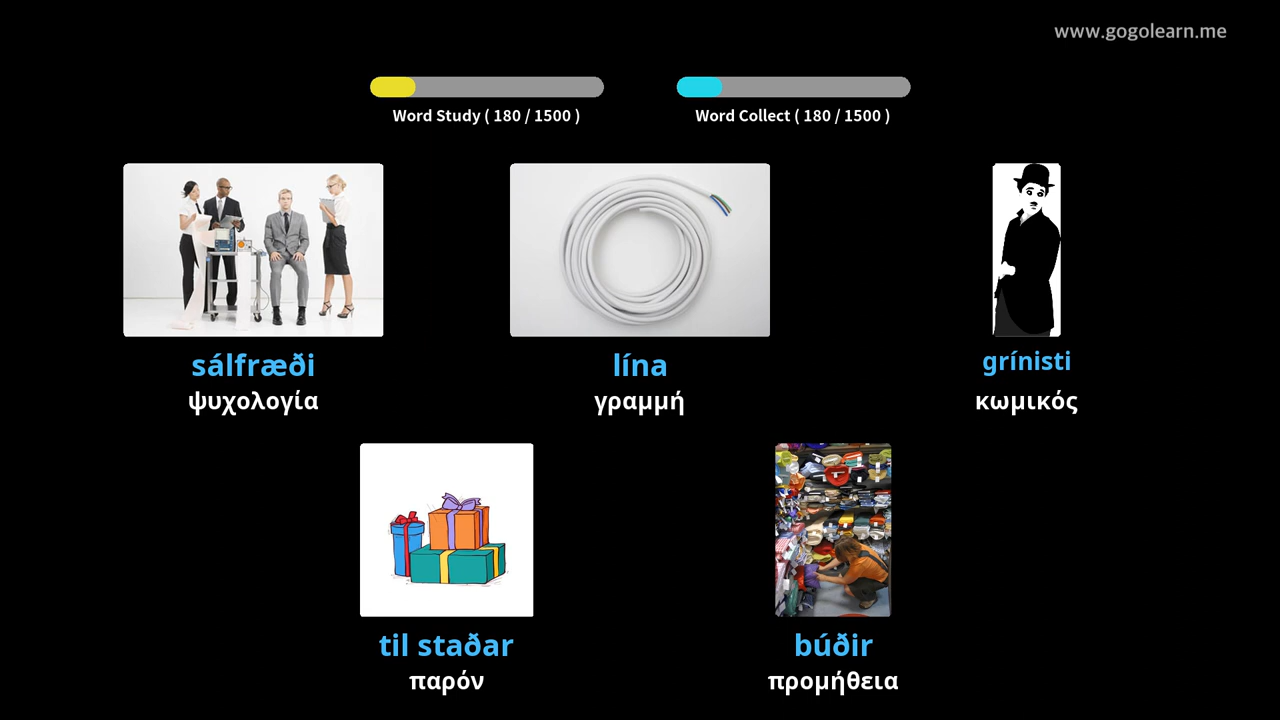 www.gogolearn.me
Word Study ( 180 / 1500 )
Word Collect ( 180 / 1500 )
sálfræði
ψυχολογία
lína
γραμμή
grínisti
κωμικός
til staðar
παρόν
búðir
προμήθεια